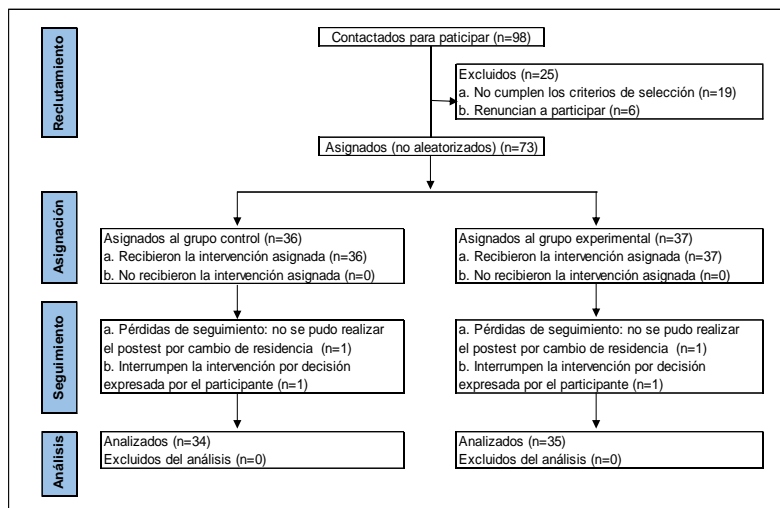 Reclutamiento
Contactados para paticipar (n=98)
Excluidos (n=25)
a. No cumplen los criterios de selección (n=19)
b. Renuncian a participar (n=6)
Asignados (no aleatorizados) (n=73)
Asignación
Asignados al grupo control (n=36)
a. Recibieron la intervención asignada (n=36)
b. No recibieron la intervención asignada (n=0)
Asignados al grupo experimental (n=37)
a. Recibieron la intervención asignada (n=37)
b. No recibieron la intervención asignada (n=0)
Seguimiento
a. Pérdidas de seguimiento: no se pudo realizar
el postest por cambio de residencia (n=1)
b. Interrumpen la intervención por decisión
expresada por el participante (n=1)
a. Pérdidas de seguimiento: no se pudo realizar
el postest por cambio de residencia (n=1)
b. Interrumpen la intervención por decisión
expresada por el participante (n=1)
Análisis
Analizados (n=34)
Excluidos del análisis (n=0)
Analizados (n=35)
Excluidos del análisis (n=0)